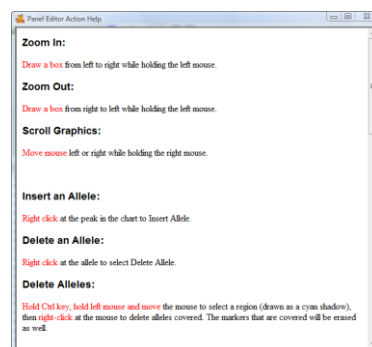 Panel Editor Action Help
Zoom In:
Draw a box from left to right while holding the left mouse.
Zoom Out:
Draw a box from right to left while holding the left mouse.
Scroll Graphics:
Move mouse left or right while holding the right mouse.
Insert an Allele:
Right click at the peak in the chart to Insert Allele.
Delete an Allele:
Right click at the allele to select Delete Allele.
Delete Alleles:
Hold Ctrl key, hold left mouse and move the mouse to select a region (drawn as a cyan shadow),
then right-click at the mouse to delete alleles covered. The markers that are covered will be erased
as well.